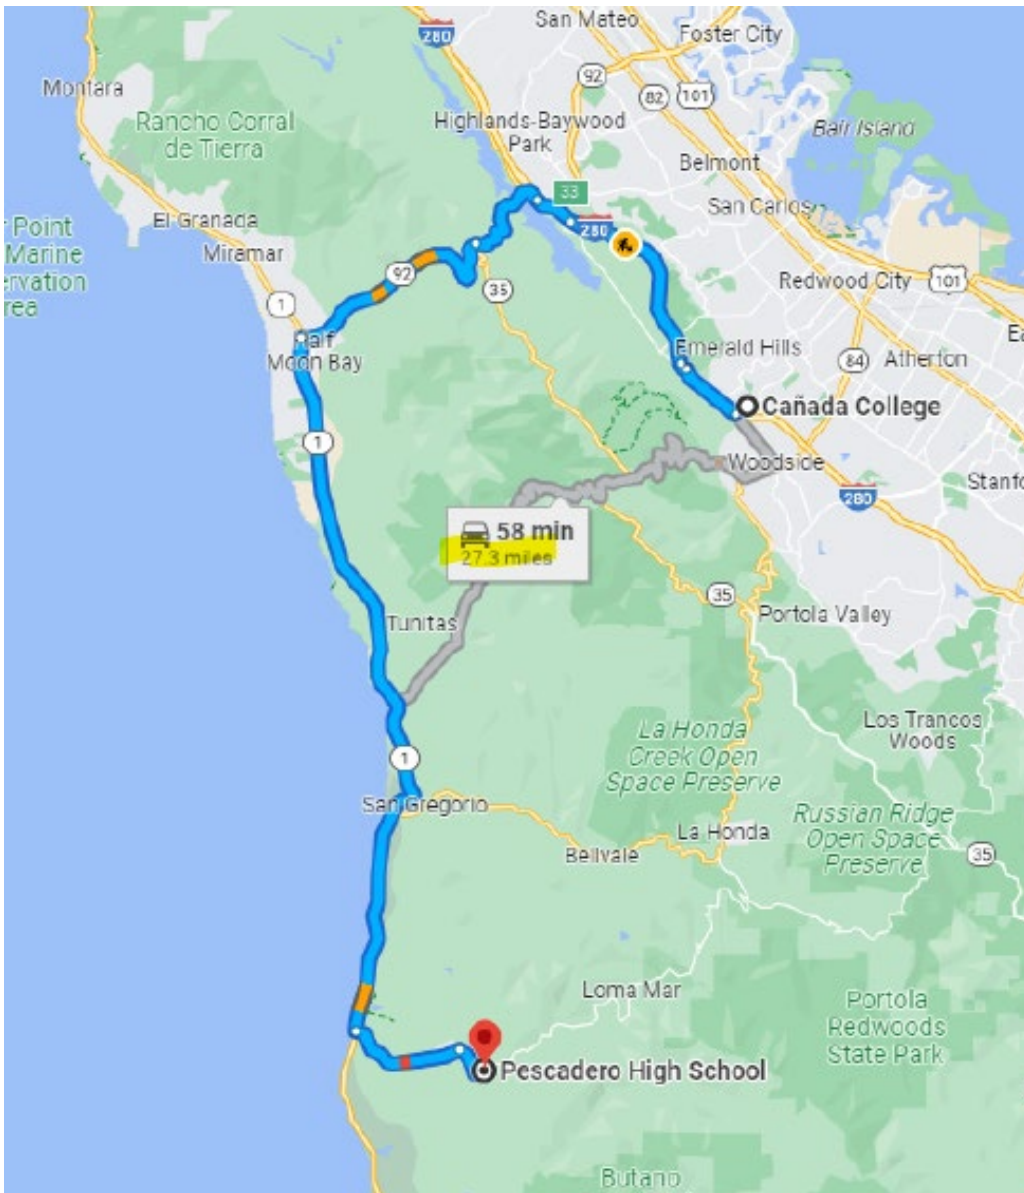 San Mateo
Foster City
280
92
82
101
Montara
Highlands-Baywood
Park
Rancho Corral
de Tierra
Bair Island
Belmont
33
San Carlos
El Granada
280
r Point
Marine
ervation
rea
Miramar
92
Redwood City
101
35
1
Half
Moon Bay
Emerald Hills
84
Atherton
Ea
Cañada College
1
Woodside
280
Stanfo
58 min
27.3 miles
35
Tunitas
Portola Valley
La Honda
Creek Open
Space Preserve
Los Trancos
Woods
1
San Gregorio
La Honda
Russian Ridge
Open Space
Preserve
Bellvale
35
Loma Mar
Portola
Redwoods
State Park
Pescadero High School
Butano